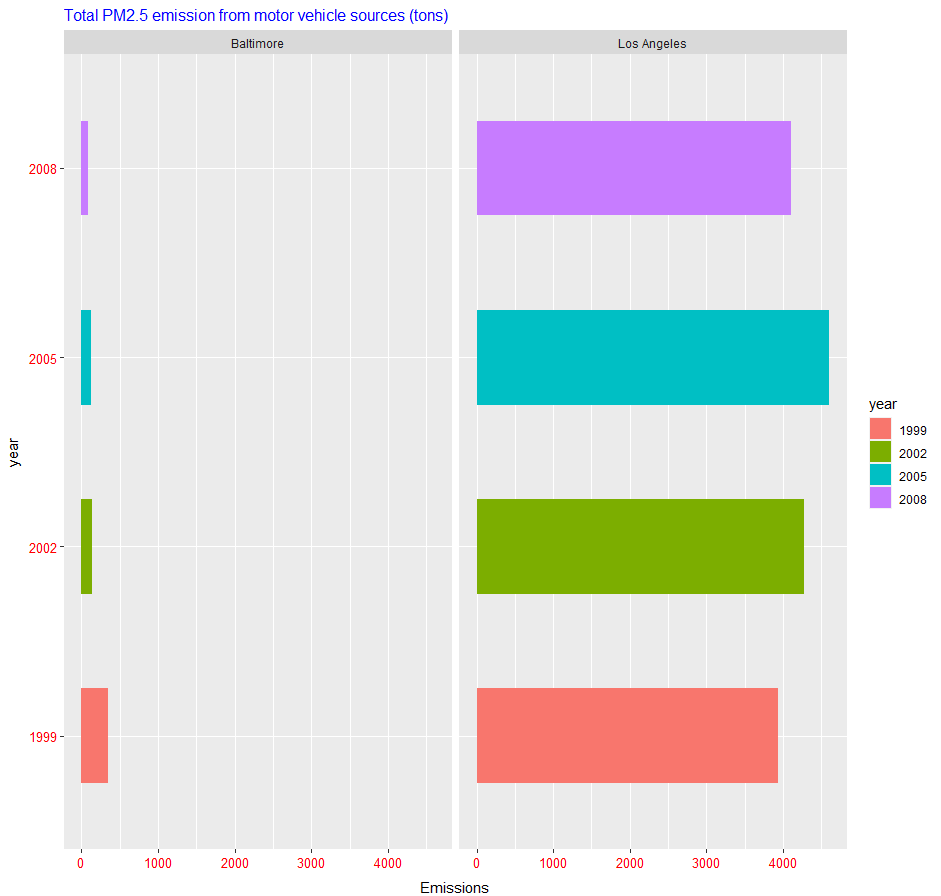 Total PM2.5 emission from motor vehicle sources (tons)
Baltimore
Los Angeles
2008
2005
2002
1999
year
0 1000 2000 3000 4000
0 1000 2000 3000 4000
Emissions
year
1999
2002
2005
2008